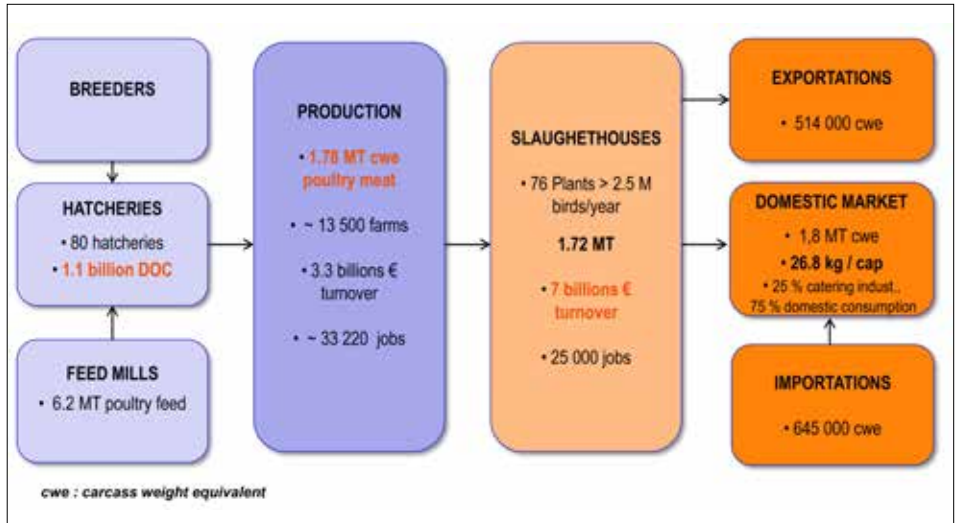 BREEDERS
HATCHERIES
• 80 hatcheries
• 1.1 billion DOC
FEED MILLS
• 6.2 MT poultry feed
PRODUCTION
• 1.78 MT cwe
poultry meat
• ~ 13 500 farms
• 3.3 billions €
turnover
• ~ 33 220 jobs
SLAUGHETHOUSES
• 76 Plants > 2.5 M
birds/year
1.72 MT
• 7 billions €
turnover
• 25 000 jobs
EXPORTATIONS
• 514 000 cwe
DOMESTIC MARKET
• 1,8 MT cwe
• 26.8 kg / cap
• 25 % catering indust..
75 % domestic consumption
IMPORTATIONS
• 645 000 cwe
cwe : carcass weight equivalent